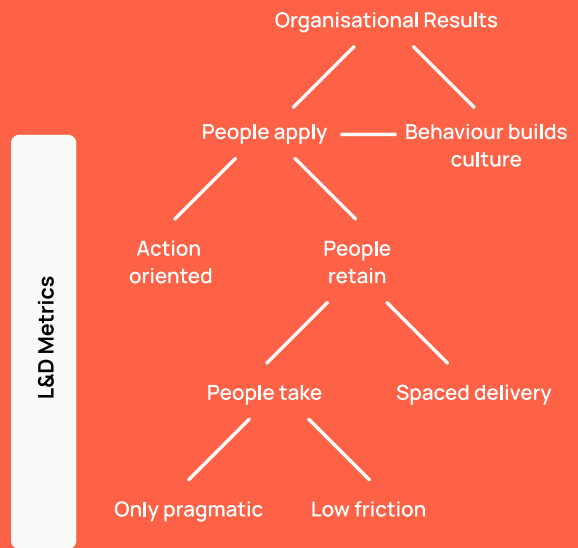 Organisational Results
People apply
Behaviour builds
culture
Action
oriented
People
retain
L&D Metrics
People take
Spaced delivery
Only pragmatic
Low friction